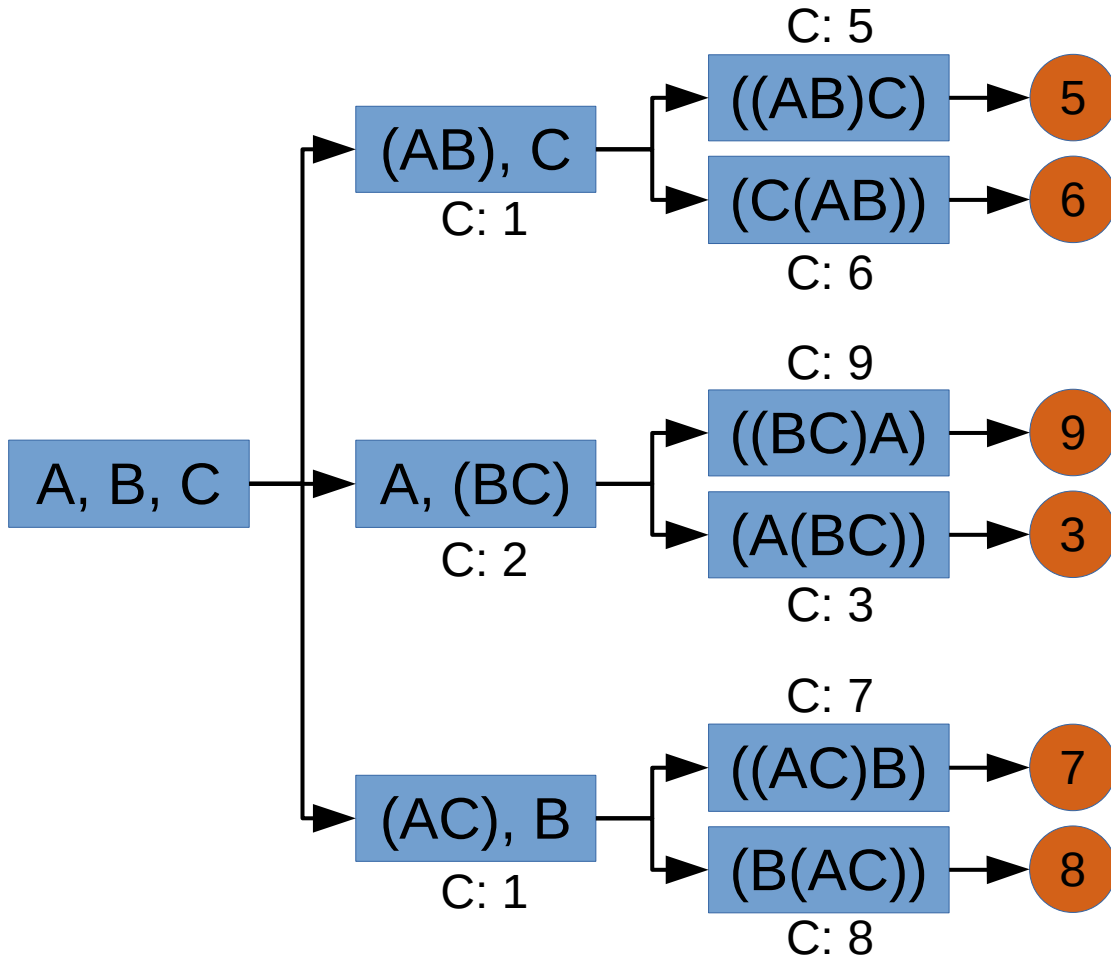 C: 5
((AB)C)
5
(AB), C
C: 1
(C(AB))
6
C: 6
C: 9
((BC)A)
9
A, B, C
A, (BC)
C: 2
(A(BC))
3
C: 3
C: 7
((AC)B)
7
(AC), B
C: 1
(B(AC))
8
C: 8